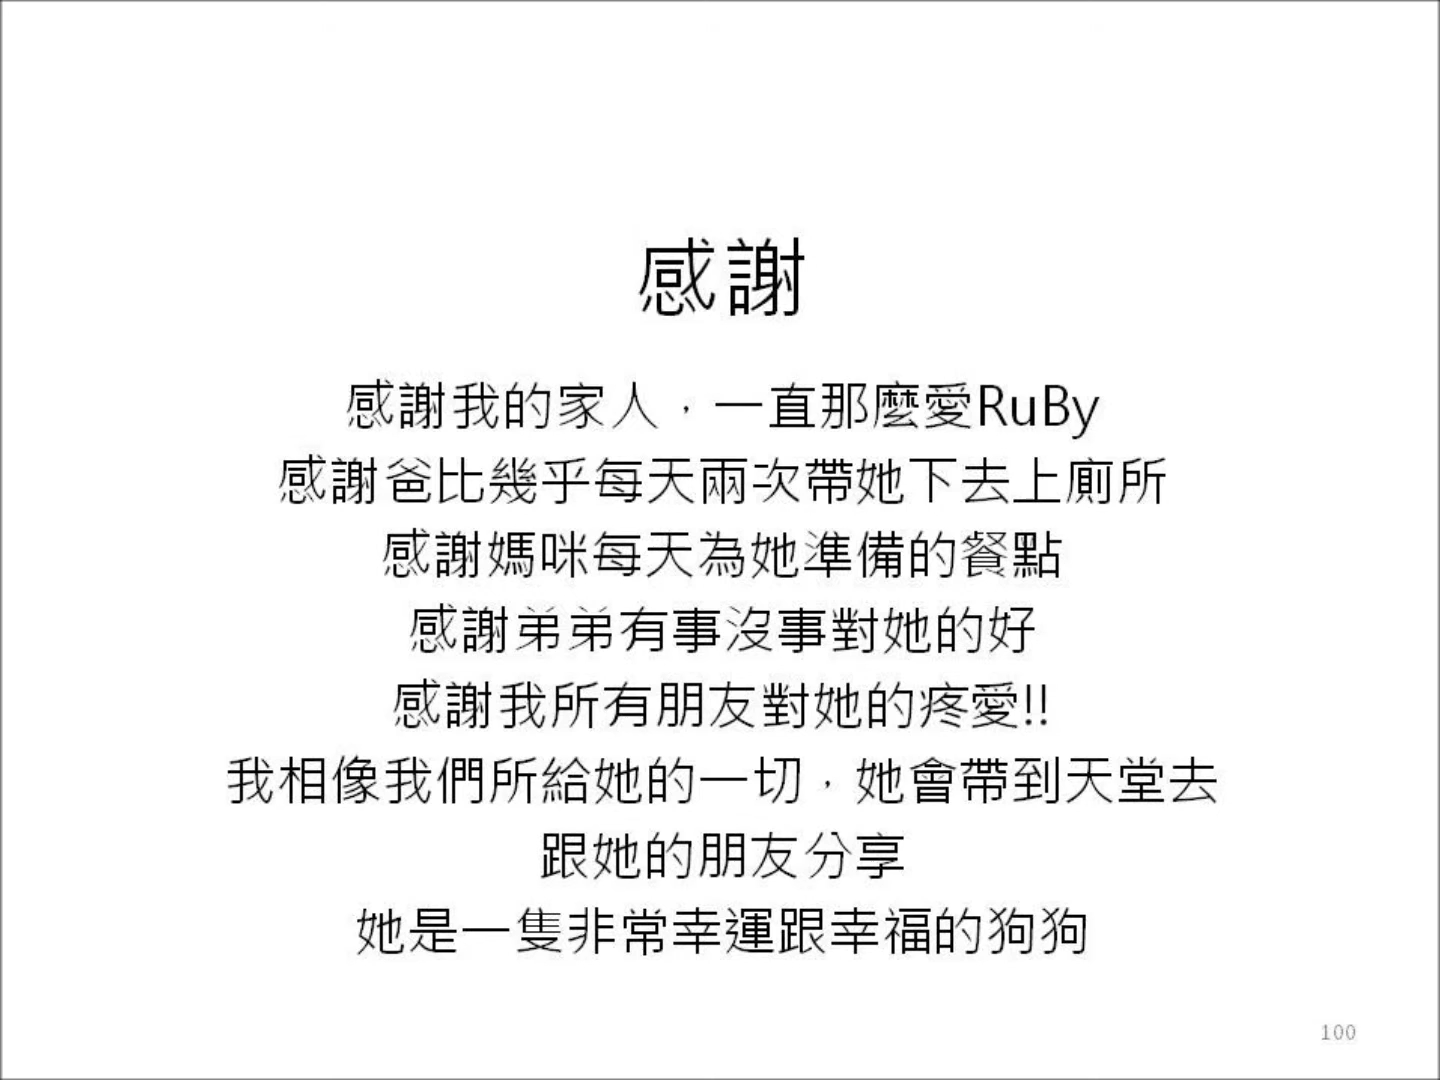 感謝
感謝我的家人，一直那麼愛RuBy
感謝爸比幾乎每天兩次帶她下去上廁所
感謝媽咪每天為她準備的餐點
感謝弟弟有事沒事對她的好
感謝我所有朋友對她的疼愛!!
我相像我們所給她的一切，她會帶到天堂去
跟她的朋友分享
她是一隻非常幸運跟幸福的狗狗
100